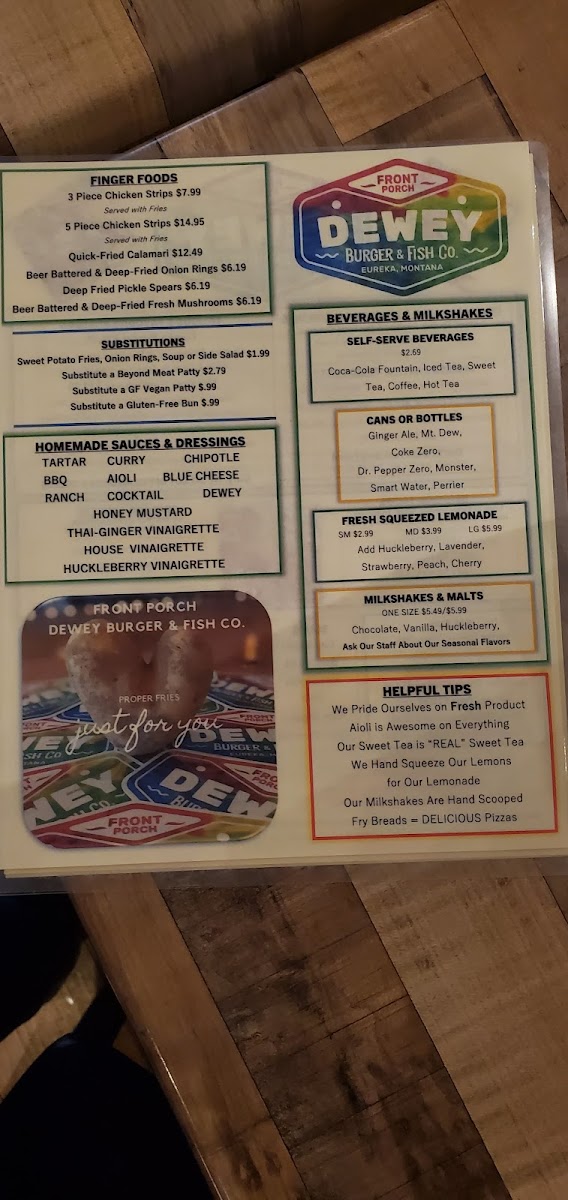 FINGER FOODS
3 Piece Chicken Strips $7.99
Served with Fries
5 Piece Chicken Strips $14.95
Served with Fries
Quick-Fried Calamari $12.49
Beer Battered & Deep-Fried Onion Rings $6.19
Deep Fried Pickle Spears $6.19
Beer Battered & Deep-Fried Fresh Mushrooms $6.19
SUBSTITUTIONS
Sweet Potato Fries, Onion Rings, Soup or Side Salad $1.99
Substitute a Beyond Meat Patty $2.79
Substitute a GF Vegan Patty $.99
Substitute a Gluten-Free Bun $.99
HOMEMADE SAUCES & DRESSINGS
TARTAR CURRY CHIPOTLE
BBQ AIOLI BLUE CHEESE
RANCH COCKTAIL DEWEY
HONEY MUSTARD
THAI-GINGER VINAIGRETTE
HOUSE VINAIGRETTE
HUCKLEBERRY VINAIGRETTE
FRONT PORCH
DEWEY BURGER & FISH CO.
PROPER FRIES
just for you
DEW
BURGER &
WEY
DEW
FRONT
PORCH
FRONT
PORCH
DEWEY
BURGER & FISH CO.
EUREKA, MONTANA
BEVERAGES & MILKSHAKES
SELF-SERVE BEVERAGES
$2.69
Coca-Cola Fountain, Iced Tea, Sweet
Tea, Coffee, Hot Tea
CANS OR BOTTLES
Ginger Ale, Mt. Dew,
Coke Zero,
Dr. Pepper Zero, Monster,
Smart Water, Perrier
FRESH SQUEEZED LEMONADE
SM $2.99 MD $3.99 LG $5.99
Add Huckleberry, Lavender,
Strawberry, Peach, Cherry
MILKSHAKES & MALTS
ONE SIZE $5.49/$5.99
Chocolate, Vanilla, Huckleberry,
Ask Our Staff About Our Seasonal Flavors
HELPFUL TIPS
We Pride Ourselves on Fresh Product
Aioli is Awesome on Everything
Our Sweet Tea is "REAL" Sweet Tea
We Hand Squeeze Our Lemons
for Our Lemonade
Our Milkshakes Are Hand Scooped
Fry Breads = DELICIOUS Pizzas